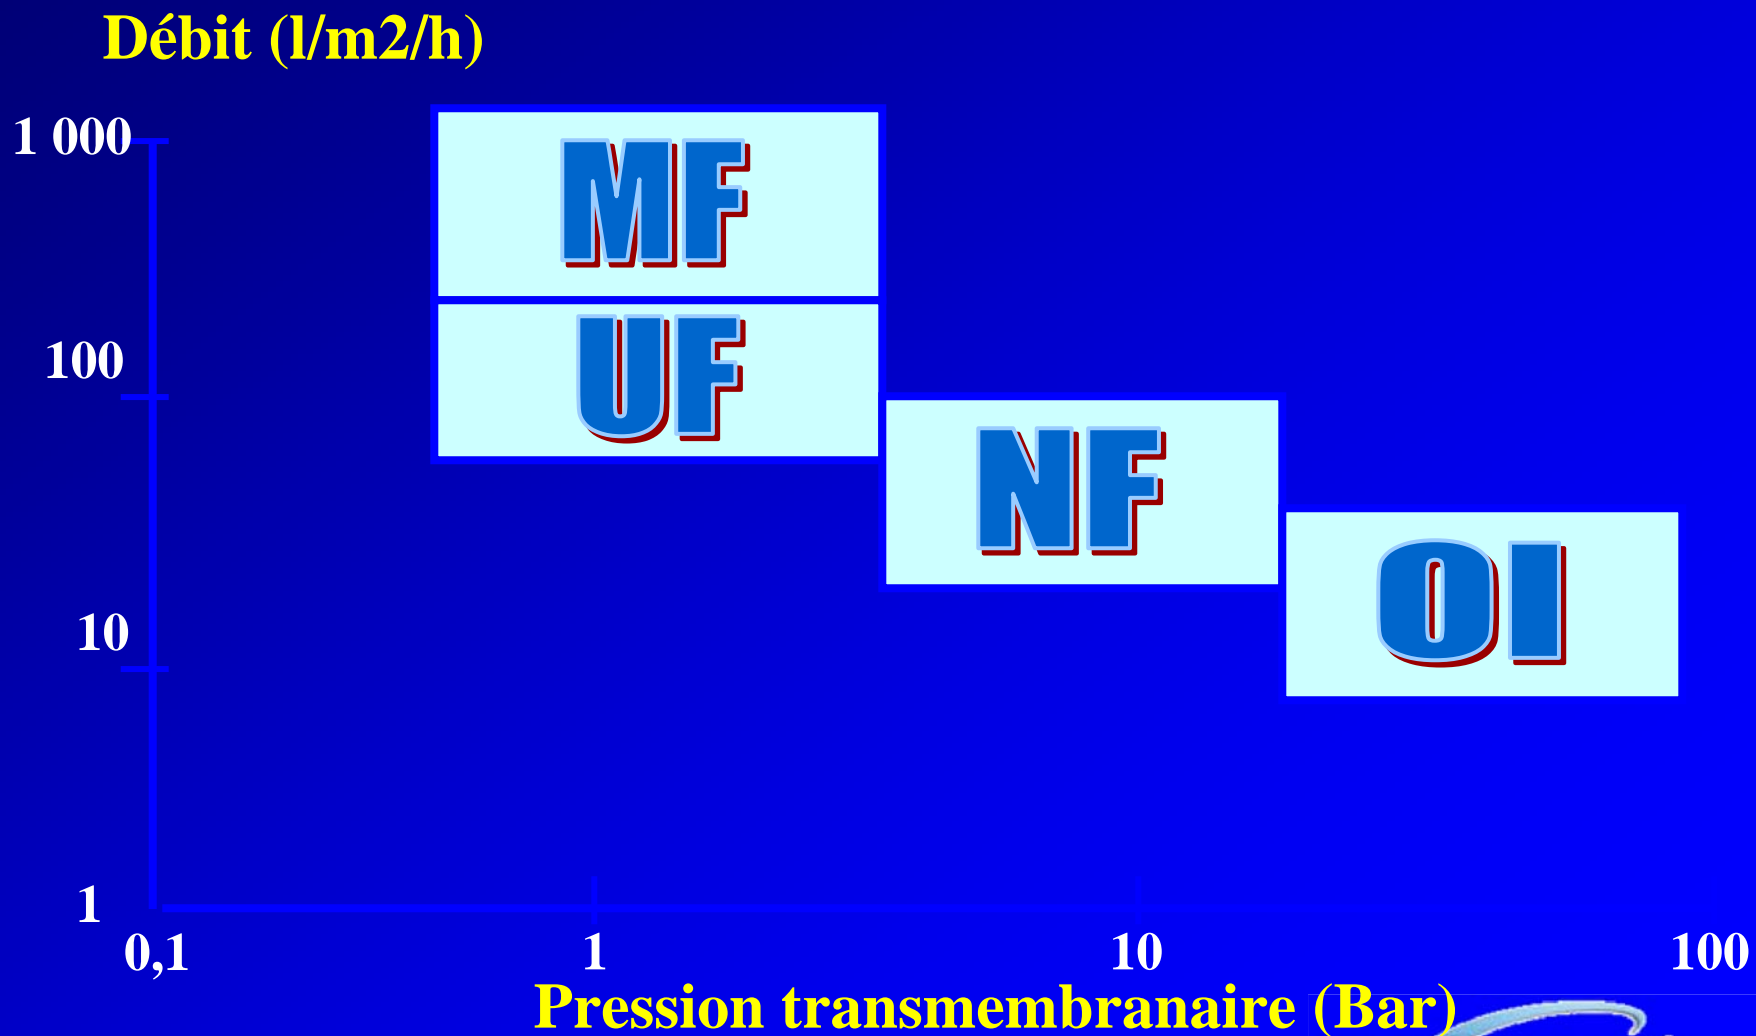 Débit (l/m2/h)
1 000
MF
UF
100
NF
OI
10
1
0,1 1 10 100
Pression transmembranaire (Bar)